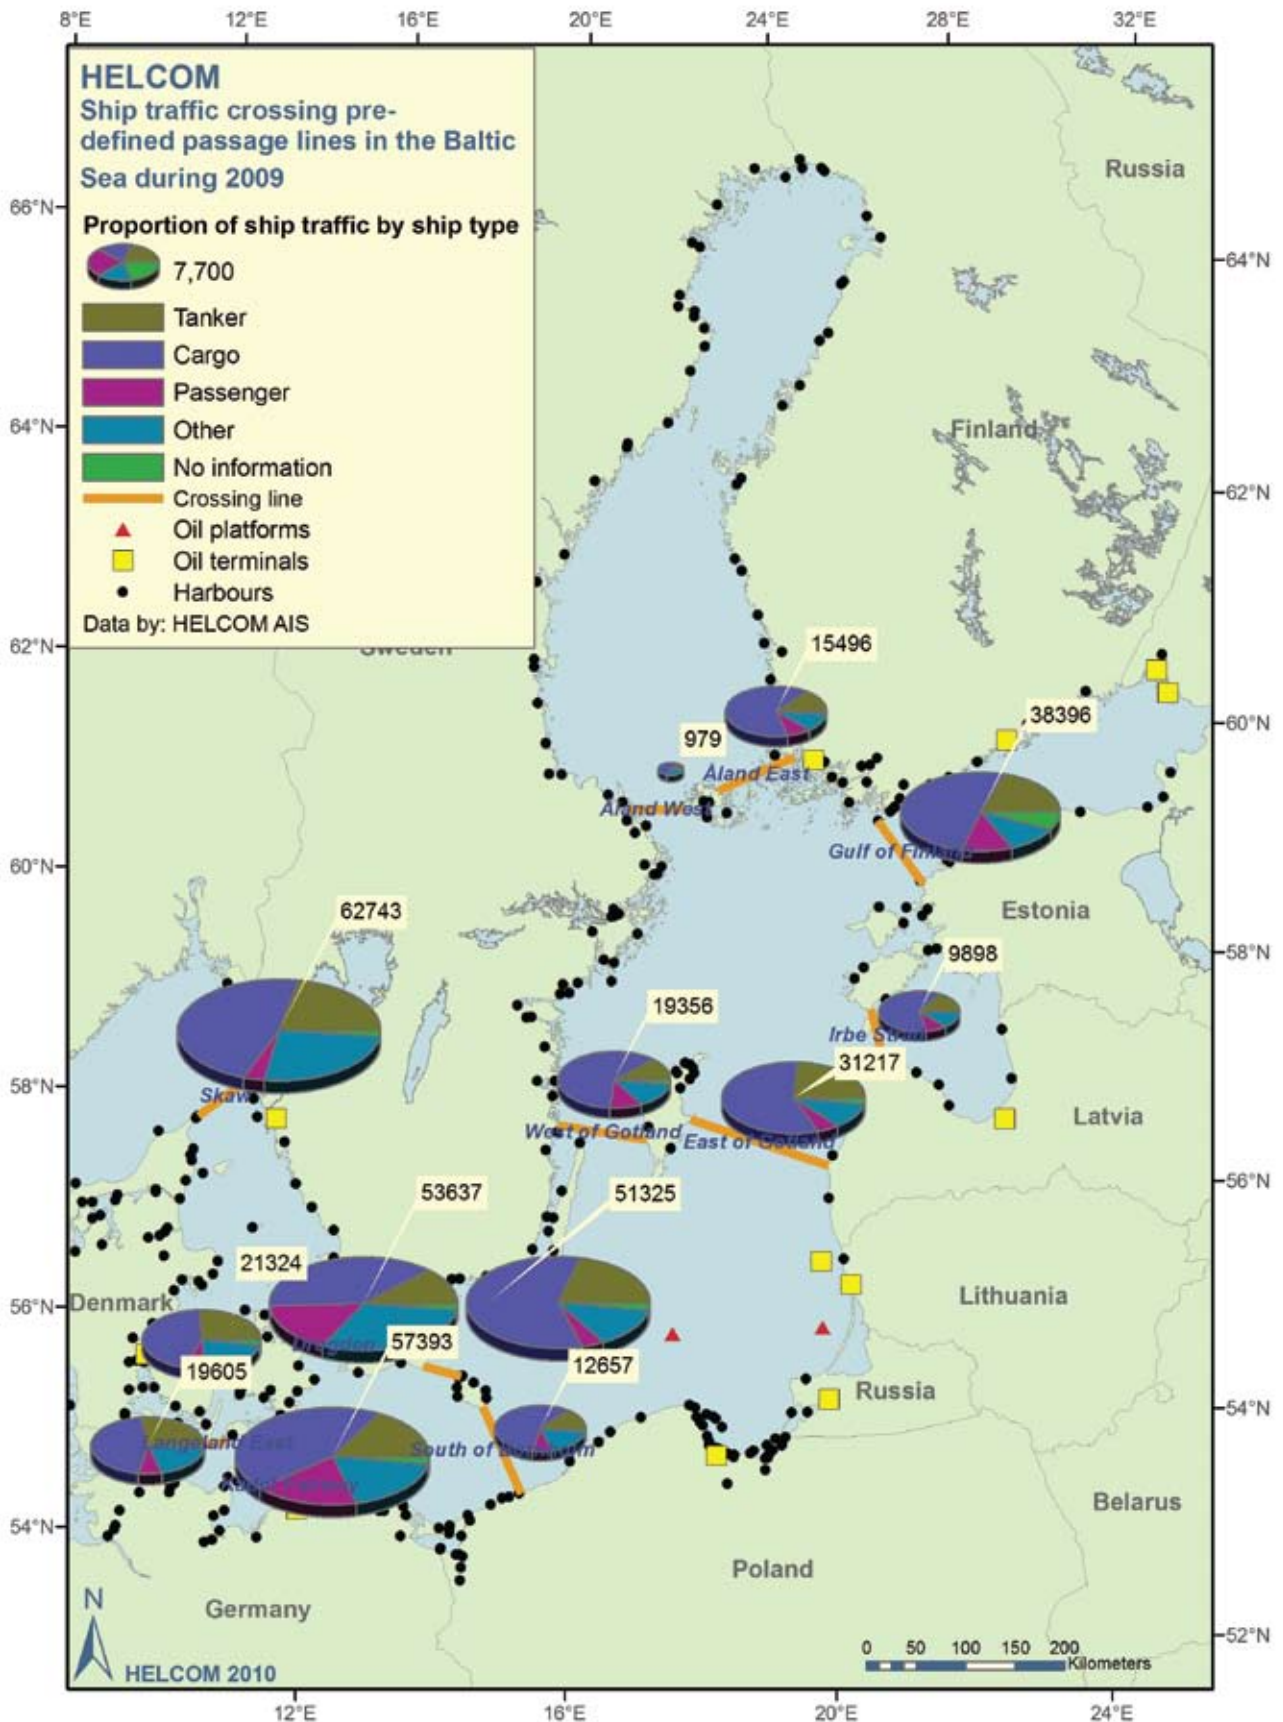 8°E 12°E 16°E 20°E 24°E 28°E 32°E
HELCOM
Ship traffic crossing pre-
defined passage lines in the Baltic
Sea during 2009
Proportion of ship traffic by ship type
7,700
Tanker
Cargo
Passenger
Other
No information
Crossing line
Oil platforms
Oil terminals
Harbours
Data by: HELCOM AIS
Russia
66°N
64°N
Finland
64°N
62°N
62°N
Sweden
15496
60°N
38396
979
Åland East
Åland West
Gulf of Finland
60°N
Estonia
62743
58°N
9898
19356
Irbe Strait
31217
58°N
Skaw
Latvia
West of Gotland
East of Gotland
56°N
53637
51325
21324
56°N
Denmark
Lithuania
57393
12657
19605
Russia
54°N
Langeland East
South of
Belarus
54°N
Poland
Germany
52°N
N
0 50 100 150 200
Kilometers
HELCOM 2010
12°E 16°E 20°E 24°E